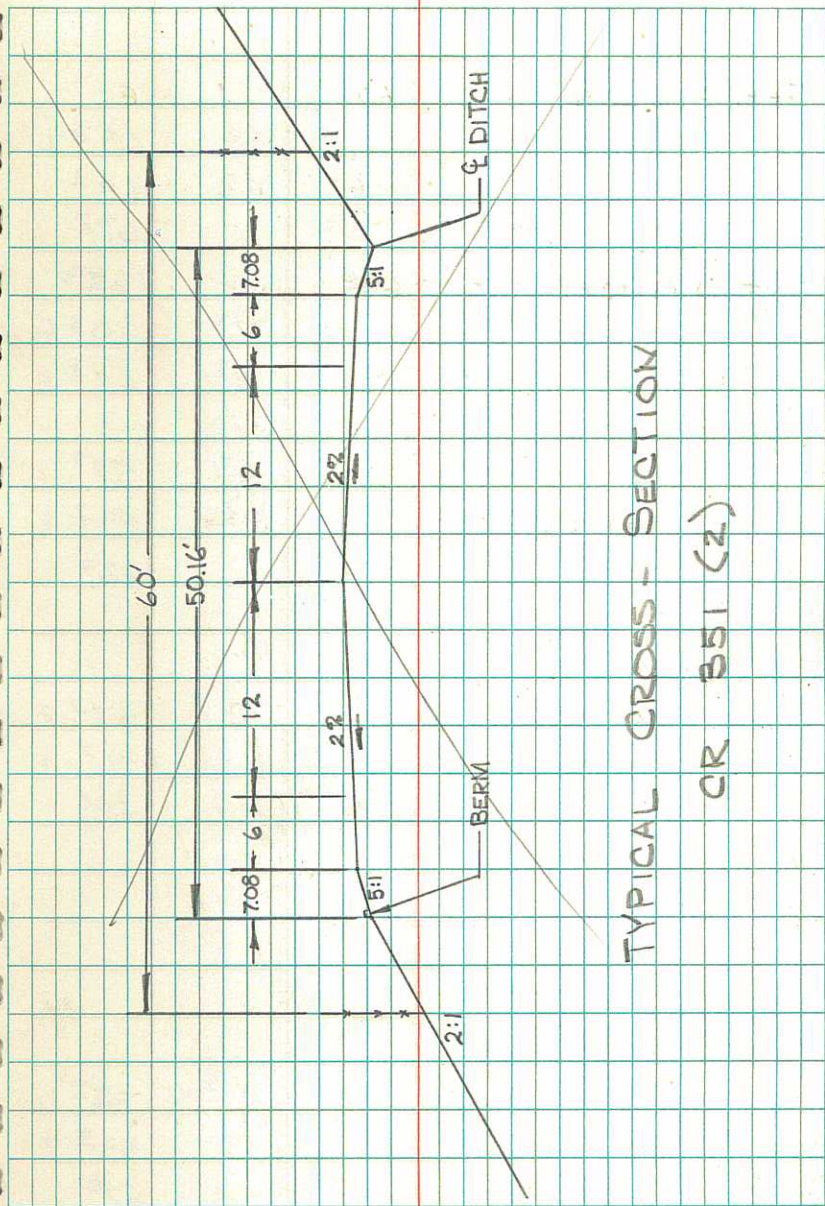 60'
50.16'
7.08 6 12 12 6 7.08
5:1 2% 2% 5:1
2:1 2:1
BERM ℄ DITCH
TYPICAL CROSS-SECTION
CR 351 (2)